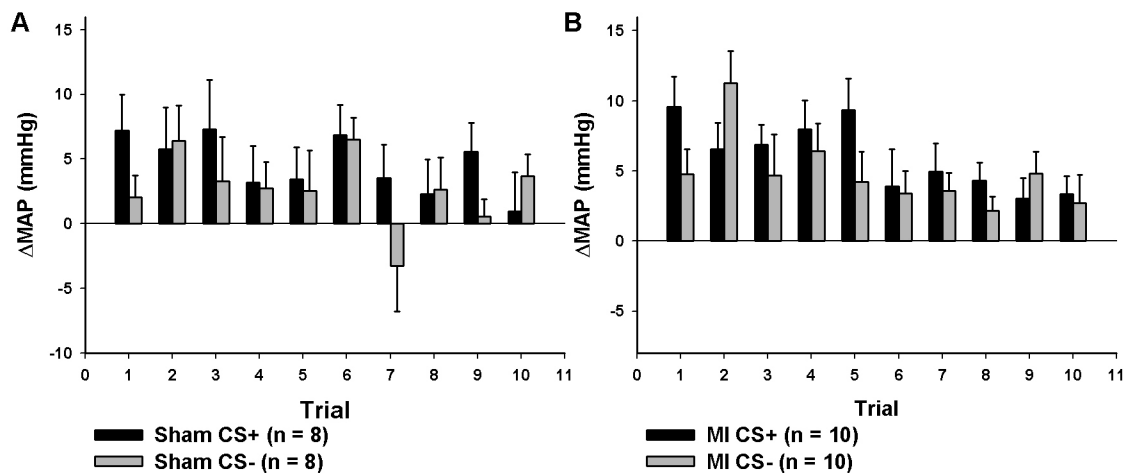 A
ΔMAP (mmHg)
15
10
5
0
-5
-10
0 1 2 3 4 5 6 7 8 9 10 11
Trial
Sham CS+ (n = 8)
Sham CS- (n = 8)
B
ΔMAP (mmHg)
15
10
5
0
-5
0 1 2 3 4 5 6 7 8 9 10 11
Trial
MI CS+ (n = 10)
MI CS- (n = 10)